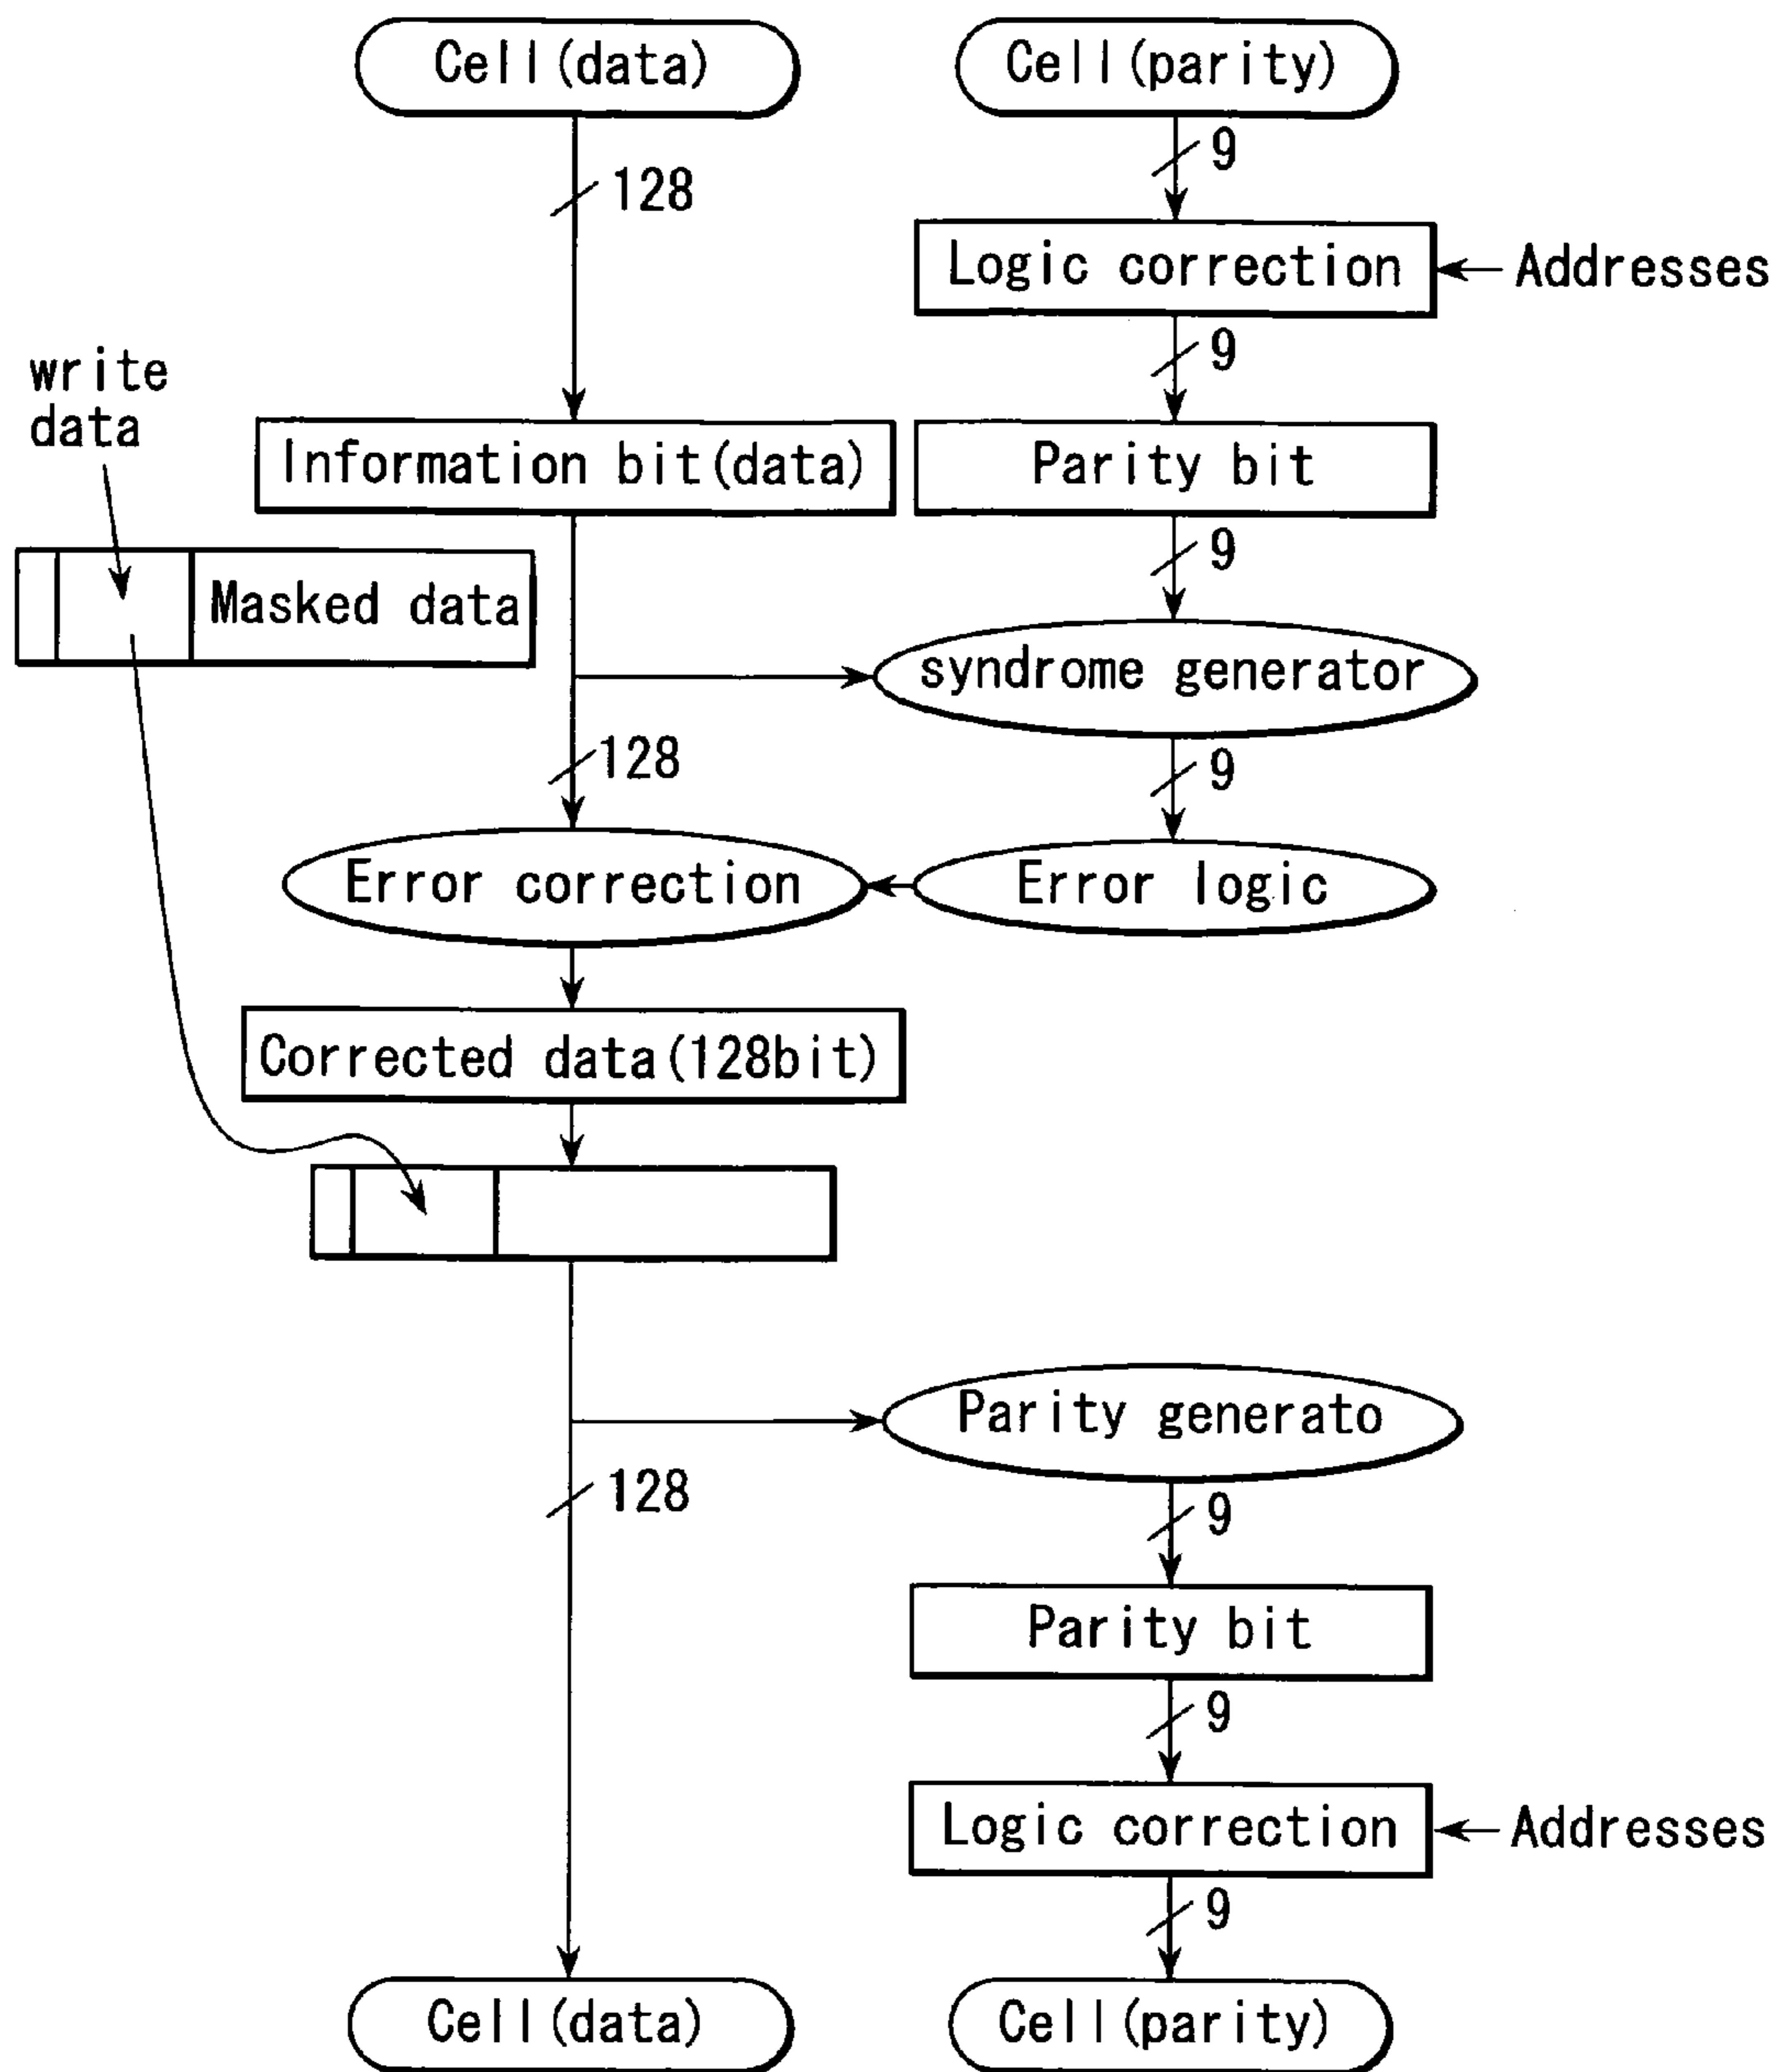 Cell(data)
Cell(parity)
9
128
Logic correction
Addresses
9
write
data
Information bit(data)
Parity bit
9
Masked data
syndrome generator
128
9
Error correction
Error logic
Corrected data(128bit)
Parity generato
128
9
Parity bit
9
Logic correction
Addresses
9
Cell(data)
Cell(parity)